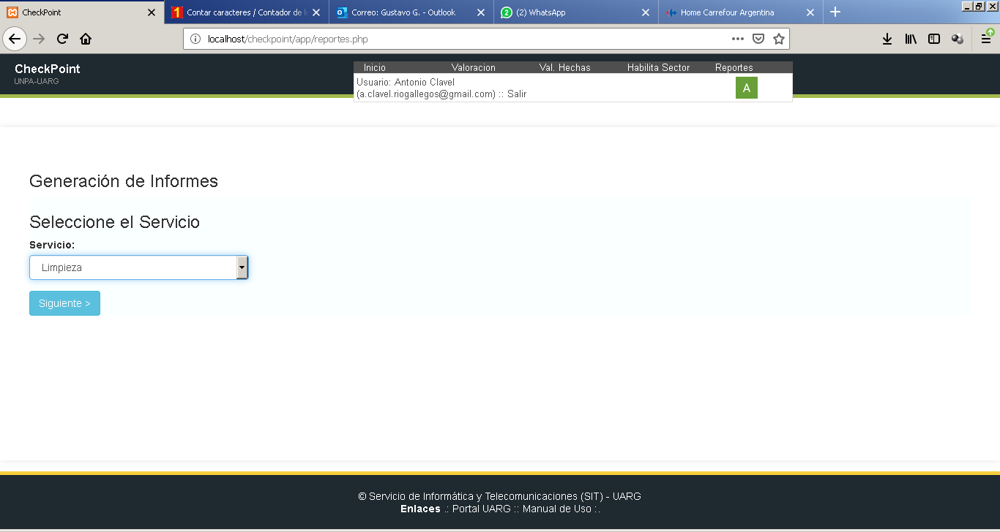 CheckPoint
Contar caracteres / Contador de l
Correo: Gustavo G. - Outlook
(2) WhatsApp
Home Carrefour Argentina
localhost/checkpoint/app/reportes.php
CheckPoint
UNPA-UARG
Inicio Valoracion Val. Hechas Habilita Sector Reportes
Usuario: Antonio Clavel
(a.clavel.riogallegos@gmail.com) :: Salir
A
Generación de Informes
Seleccione el Servicio
Servicio:
Limpieza
Siguiente >
© Servicio de Informática y Telecomunicaciones (SIT) - UARG
Enlaces .: Portal UARG :: Manual de Uso :.